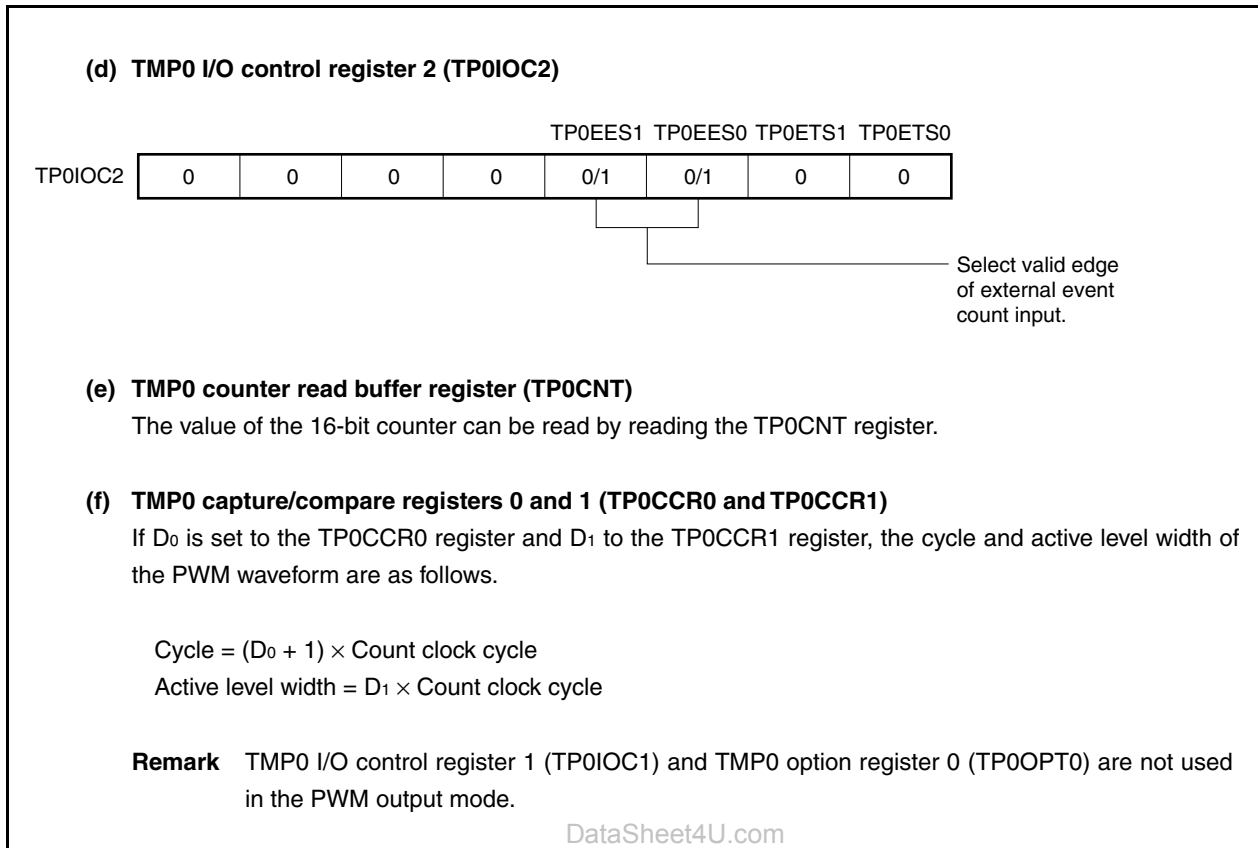 (d) TMP0 I/O control register 2 (TP0IOC2)
TP0EES1 TP0EES0 TP0ETS1 TP0ETS0
TP0IOC2 0 0 0 0 0/1 0/1 0 0
Select valid edge
of external event
count input.
(e) TMP0 counter read buffer register (TP0CNT)
The value of the 16-bit counter can be read by reading the TP0CNT register.
(f) TMP0 capture/compare registers 0 and 1 (TP0CCR0 and TP0CCR1)
If D0 is set to the TP0CCR0 register and D1 to the TP0CCR1 register, the cycle and active level width of
the PWM waveform are as follows.
Cycle = (D0 + 1) × Count clock cycle
Active level width = D1 × Count clock cycle
Remark TMP0 I/O control register 1 (TP0IOC1) and TMP0 option register 0 (TP0OPT0) are not used
in the PWM output mode.
DataSheet4U.com